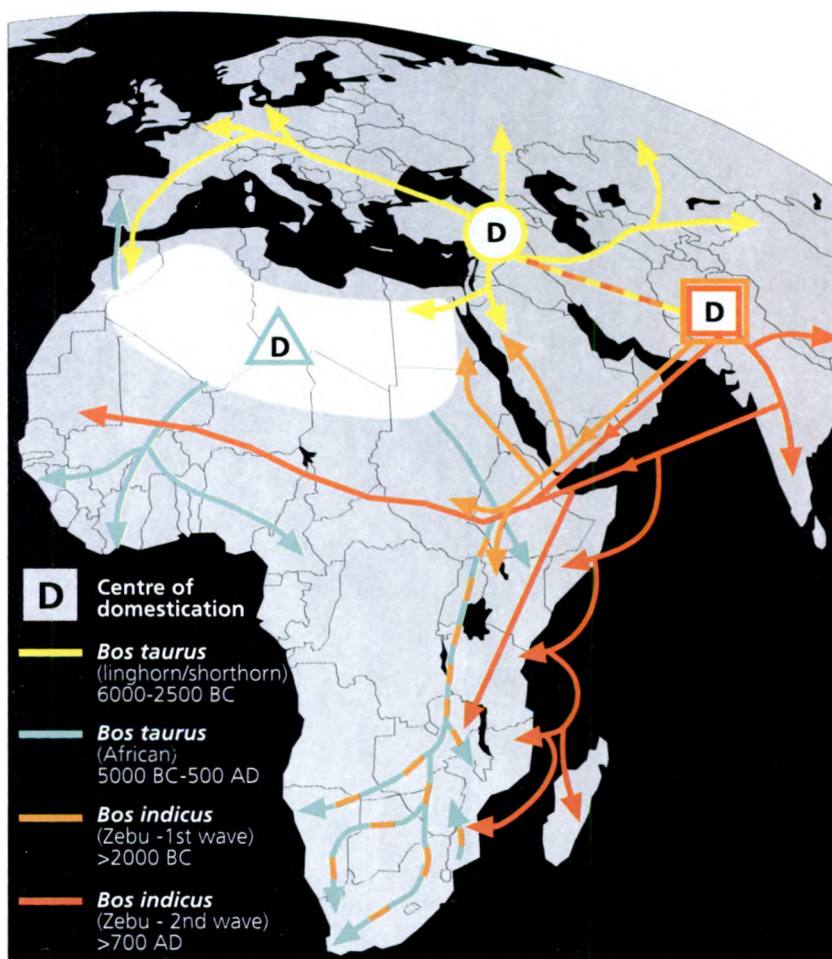 D
D
D
D
Centre of
domestication
Bos taurus
(linghorn/shorthorn)
6000-2500 BC
Bos taurus
(African)
5000 BC-500 AD
Bos indicus
(Zebu -1st wave)
>2000 BC
Bos indicus
(Zebu - 2nd wave)
>700 AD